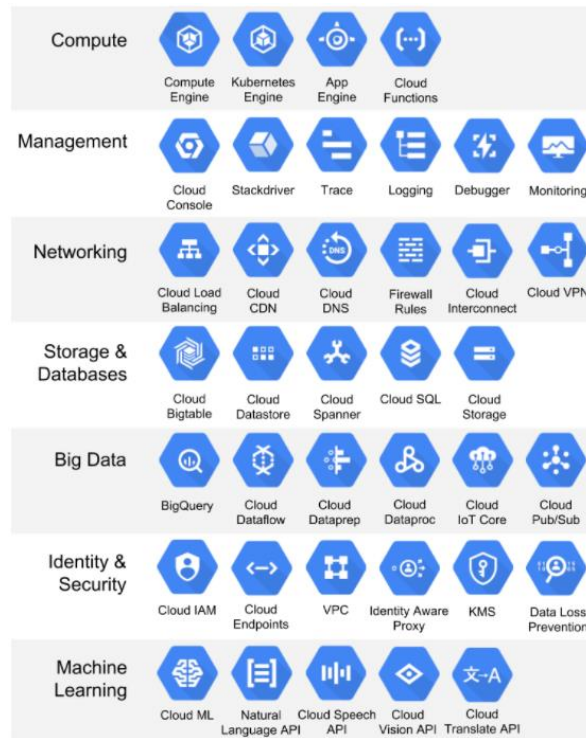 Compute
Compute
Engine
Kubernetes
Engine
App
Engine
Cloud
Functions
Management
Cloud
Console
Stackdriver
Trace
Logging
Debugger
Monitoring
Networking
Cloud Load
Balancing
Cloud
CDN
DNS
Cloud
DNS
Firewall
Rules
Cloud
Interconnect
Cloud VPN
Storage &
Databases
Cloud
Bigtable
Cloud
Datastore
Cloud
Spanner
Cloud SQL
Cloud
Storage
Big Data
BigQuery
Cloud
Dataflow
Cloud
Dataprep
Cloud
Dataproc
Cloud
IoT Core
Cloud
Pub/Sub
Identity &
Security
Cloud IAM
Cloud
Endpoints
VPC
Identity Aware
Proxy
KMS
Data Loss
Prevention
Machine
Learning
Cloud ML
Natural
Language API
Cloud Speech
API
Cloud
Vision API
文→A
Cloud
Translate API